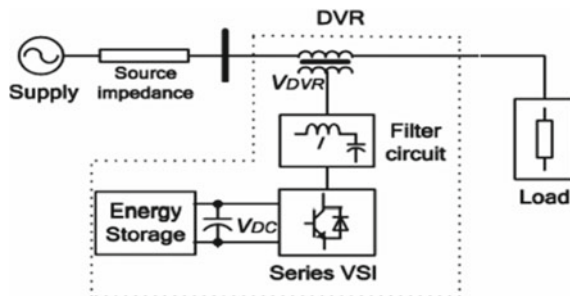 DVR
Source
impedance
Supply
VDVR
Filter
circuit
Energy
Storage
VDC
Load
Series VSI